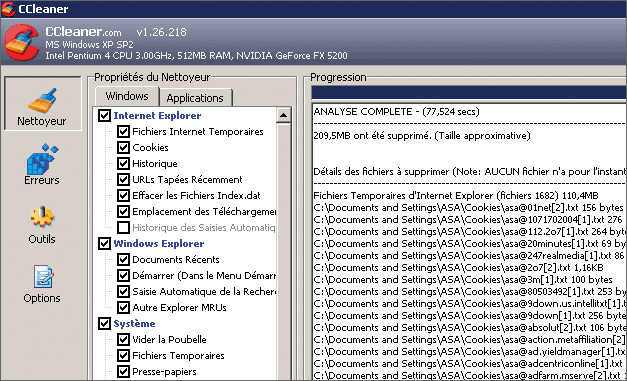 CCleaner
CCleaner.com v1.26.218
MS Windows XP SP2
Intel Pentium 4 CPU 3.00GHz, 512MB RAM, NVIDIA GeForce FX 5200
Nettoyeur
Erreurs
Outils
Options
Propriétés du Nettoyeur
Windows
Applications
Internet Explorer
Fichiers Internet Temporaires
Cookies
Historique
URLs Tapées Récemment
Effacer les Fichiers Index.dat
Emplacement des Téléchargeme
Historique des Saisies Automatiq
Windows Explorer
Documents Récents
Démarrer (Dans le Menu Démarr
Saisie Automatique de la Recher
Autre Explorer MRUs
Système
Vider la Poubelle
Fichiers Temporaires
Presse-papiers
Progression
ANALYSE COMPLETE - (77,524 secs)
209,5MB ont été supprimé. (Taille approximative)
Détails des fichiers à supprimer (Note: AUCUN fichier n'a pour l'instant
Fichiers Temporaires d'Internet Explorer (fichiers 1682) 110,4MB
C:\Documents and Settings\ASA\Cookies\asa@01net[2].txt 156 bytes
C:\Documents and Settings\ASA\Cookies\asa@1071702004[1].txt 276
C:\Documents and Settings\ASA\Cookies\asa@112.2o7[1].txt 264 b
C:\Documents and Settings\ASA\Cookies\asa@20minutes[1].txt 69 b
C:\Documents and Settings\ASA\Cookies\asa@247realmedia[1].txt 86
C:\Documents and Settings\ASA\Cookies\asa@2o7[2].txt 1,16KB
C:\Documents and Settings\ASA\Cookies\asa@3m[1].txt 100 bytes
C:\Documents and Settings\ASA\Cookies\asa@80503492[1].txt 253 b
C:\Documents and Settings\ASA\Cookies\asa@9down.us.intellitxt[1].t
C:\Documents and Settings\ASA\Cookies\asa@9down[1].txt 256 byte
C:\Documents and Settings\ASA\Cookies\asa@absolut[2].txt 106 byte
C:\Documents and Settings\ASA\Cookies\asa@action.metaffiliation[2]
C:\Documents and Settings\ASA\Cookies\asa@ad.yieldmanager[1].txt
C:\Documents and Settings\ASA\Cookies\asa@adcentriconline[1].txt
C:\Documents and Settings\ASA\Cookies\asa@adfarm.mserve[2].txt